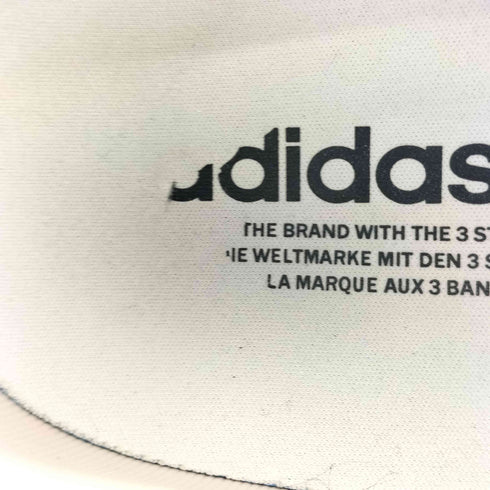 adidas
THE BRAND WITH THE 3
WELTMARKE MIT DEN 3
LA MARQUE AUX 3